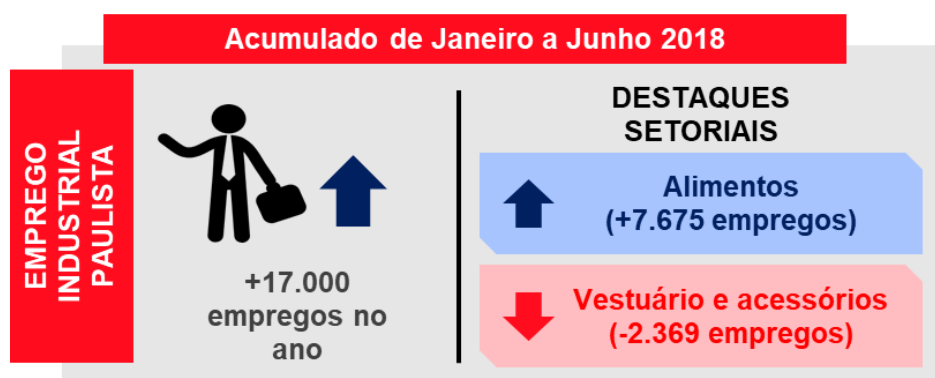 Acumulado de Janeiro a Junho 2018
EMPREGO
INDUSTRIAL
PAULISTA
+17.000
empregos no
ano
DESTAQUES
SETORIAIS
Alimentos
(+7.675 empregos)
Vestuário e acessórios
(-2.369 empregos)